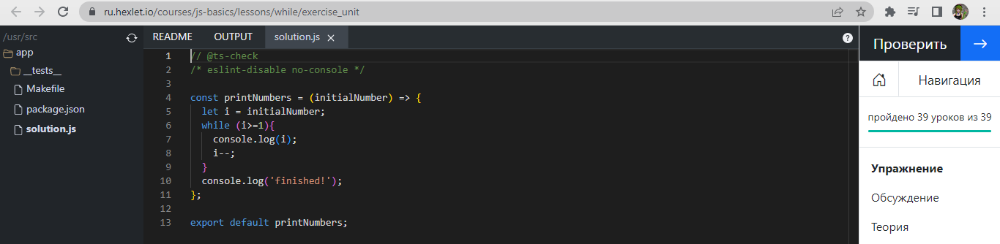 ru.hexlet.io/courses/js-basics/lessons/while/exercise_unit
/usr/src
app
__tests__
Makefile
package.json
solution.js
README OUTPUT solution.js
1 // @ts-check
2 /* eslint-disable no-console */
3
4 const printNumbers = (initialNumber) => {
5 let i = initialNumber;
6 while (i>=1){
7 console.log(i);
8 i--;
9 }
10 console.log('finished!');
11 };
12
13 export default printNumbers;
Проверить
Навигация
пройдено 39 уроков из 39
Упражнение
Обсуждение
Теория